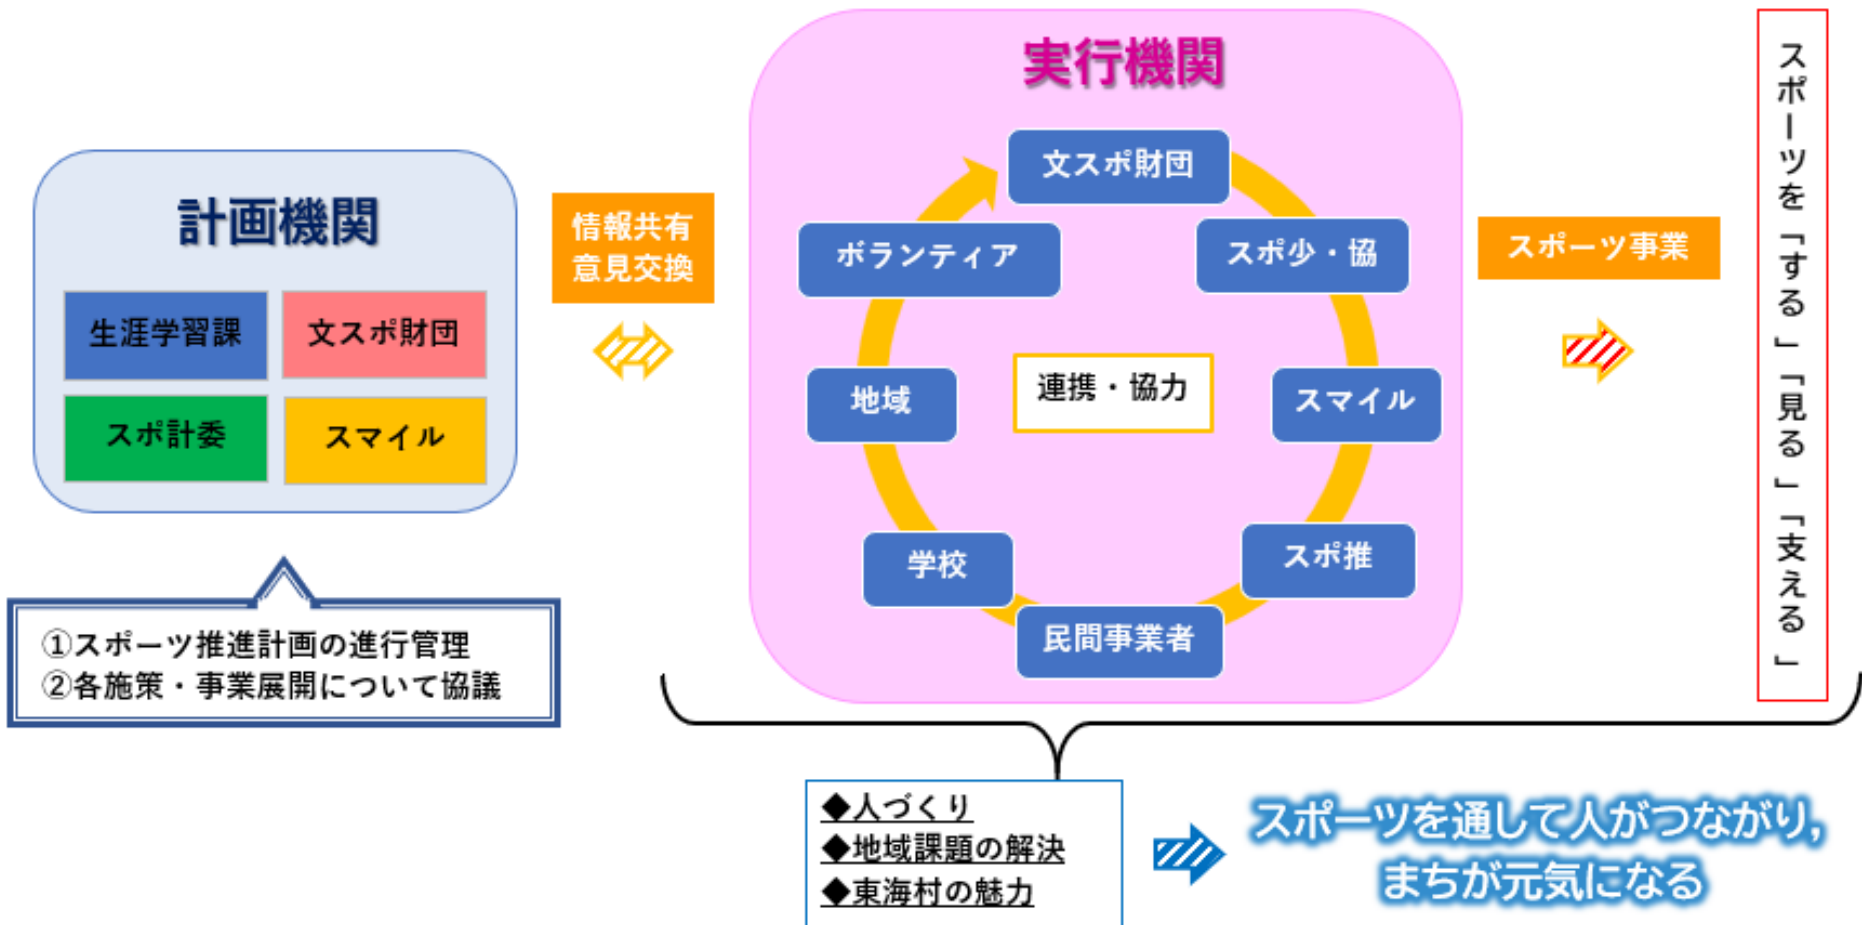 計画機関
生涯学習課
文スポ財団
スポ計委
スマイル
①スポーツ推進計画の進行管理
②各施策・事業展開について協議
情報共有
意見交換
実行機関
文スポ財団
スポ少・協
スマイル
スポ推
民間事業者
学校
地域
ボランティア
連携・協力
スポーツ事業
スポーツを「する」「見る」「支える」
◆人づくり
◆地域課題の解決
◆東海村の魅力
スポーツを通して人がつながり，
まちが元気になる